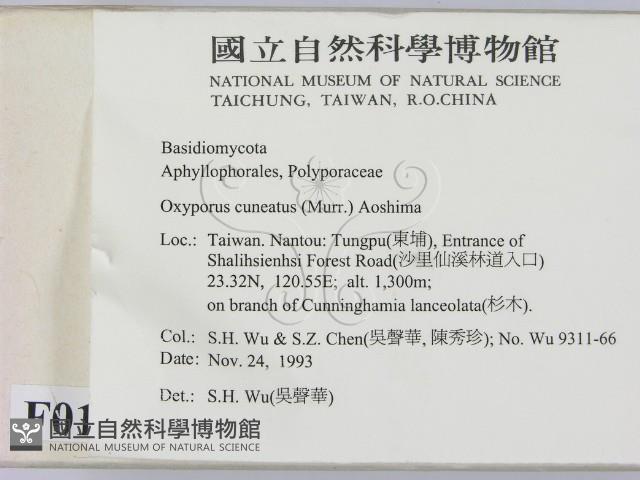 國立自然科學博物館
NATIONAL MUSEUM OF NATURAL SCIENCE
TAICHUNG, TAIWAN, R.O.CHINA
Basidiomycota
Aphyllophorales, Polyporaceae
Oxyporus cuneatus (Murr.) Aoshima
Loc.: Taiwan. Nantou: Tungpu(東埔), Entrance of
Shalihsienhsi Forest Road(沙里仙溪林道入口)
23.32N, 120.55E; alt. 1,300m;
on branch of Cunninghamia lanceolata(杉木).
Col.: S.H. Wu & S.Z. Chen(吳聲華, 陳秀珍); No. Wu 9311-66
Date: Nov. 24, 1993
Det.: S.H. Wu(吳聲華)
F01
國立自然科學博物館
NATIONAL MUSEUM OF NATURAL SCIENCE